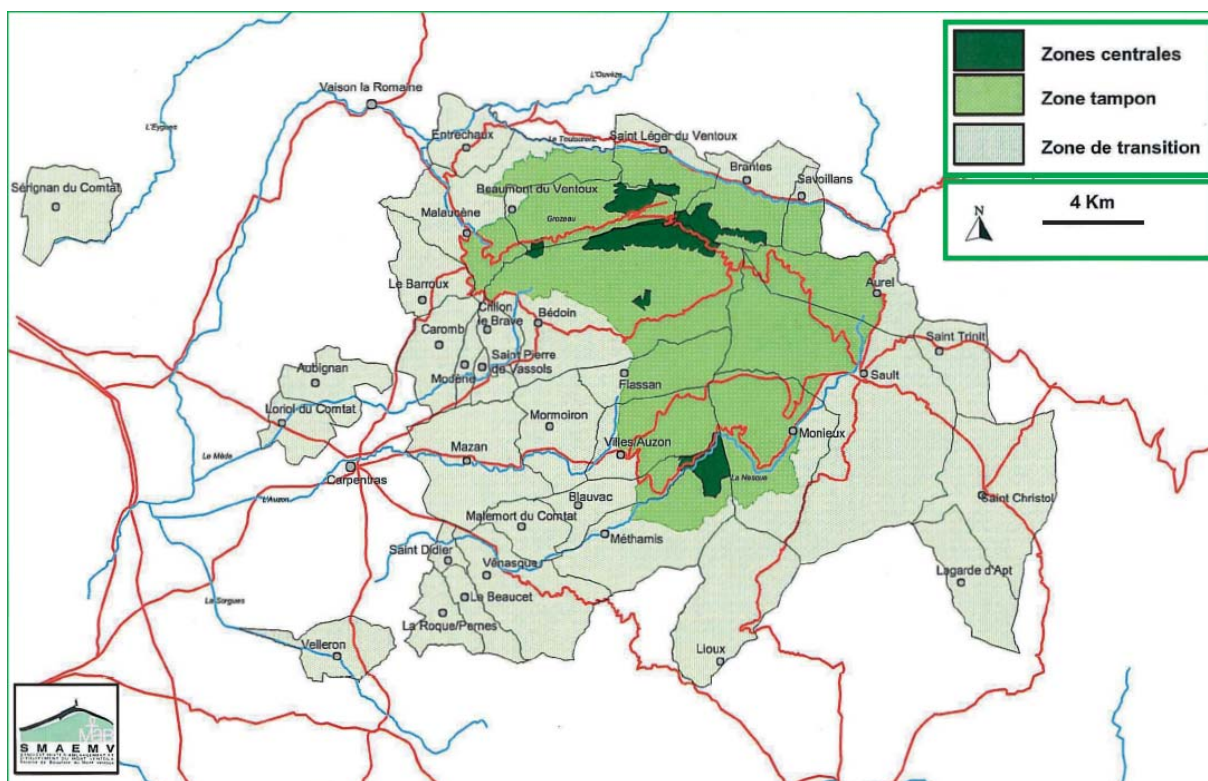 Zones centrales
Zone tampon
Zone de transition
N
4 Km
L'Ouvèze
Vaison la Romaine
L'Eygues
Entrechaux
Le Toulourenc
Saint Léger du Ventoux
Brantes
Savoillans
Sérignan du Comtat
Beaumont du Ventoux
Malaucène
Grozeau
Le Barroux
Aurel
Crillon
le Brave
Bédoin
Caromb
Saint Trinit
Saint Pierre
de Vassols
Aubignan
Modène
Flassan
Sault
Loriol du Comtat
Mormoiron
Monieux
Le Mède
Mazan
Villes/Auzon
Carpentras
La Nesque
L'Auzon
Saint Christol
Blauvac
Malemort du Comtat
Méthamis
Saint Didier
Vénasque
Lagarde d'Apt
Le Beaucet
La Sorgues
La Roque/Pernes
Velleron
Lioux
MaB
SMAEMV